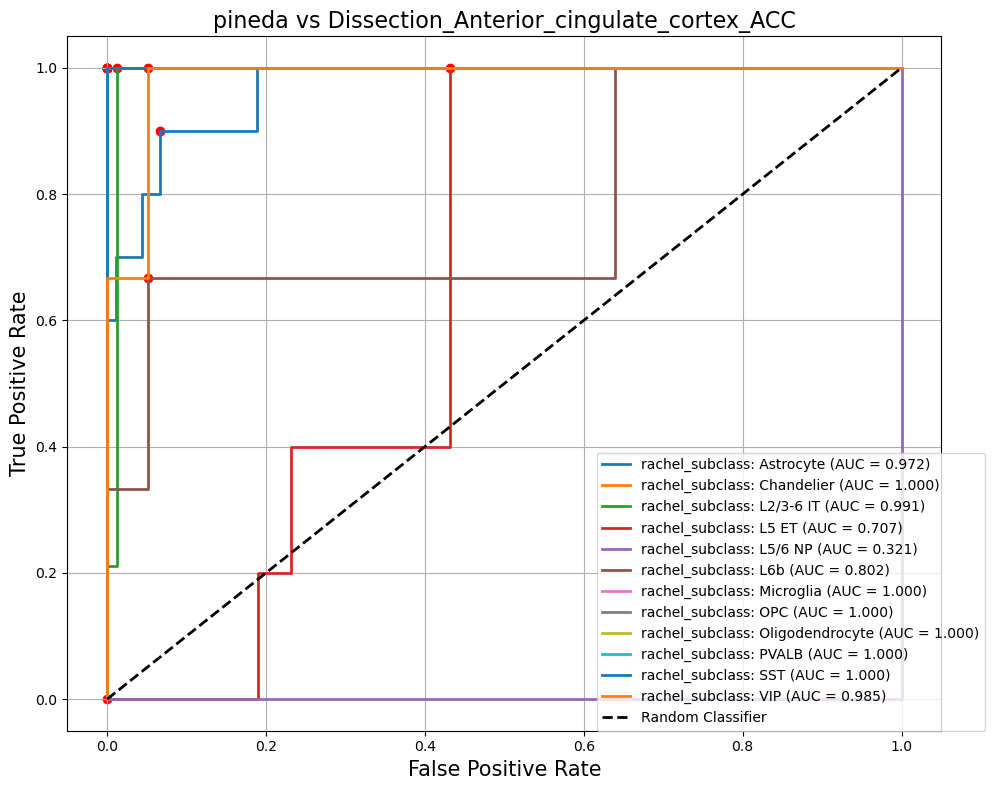 pineda vs Dissection_Anterior_cingulate_cortex_ACC
True Positive Rate
1.0
0.8
0.6
0.4
0.2
0.0
rachel_subclass: Astrocyte (AUC = 0.972)
rachel_subclass: Chandelier (AUC = 1.000)
rachel_subclass: L2/3-6 IT (AUC = 0.991)
rachel_subclass: L5 ET (AUC = 0.707)
rachel_subclass: L5/6 NP (AUC = 0.321)
rachel_subclass: L6b (AUC = 0.802)
rachel_subclass: Microglia (AUC = 1.000)
rachel_subclass: OPC (AUC = 1.000)
rachel_subclass: Oligodendrocyte (AUC = 1.000)
rachel_subclass: PVALB (AUC = 1.000)
rachel_subclass: SST (AUC = 1.000)
rachel_subclass: VIP (AUC = 0.985)
Random Classifier
0.0 0.2 0.4 0.6 0.8 1.0
False Positive Rate